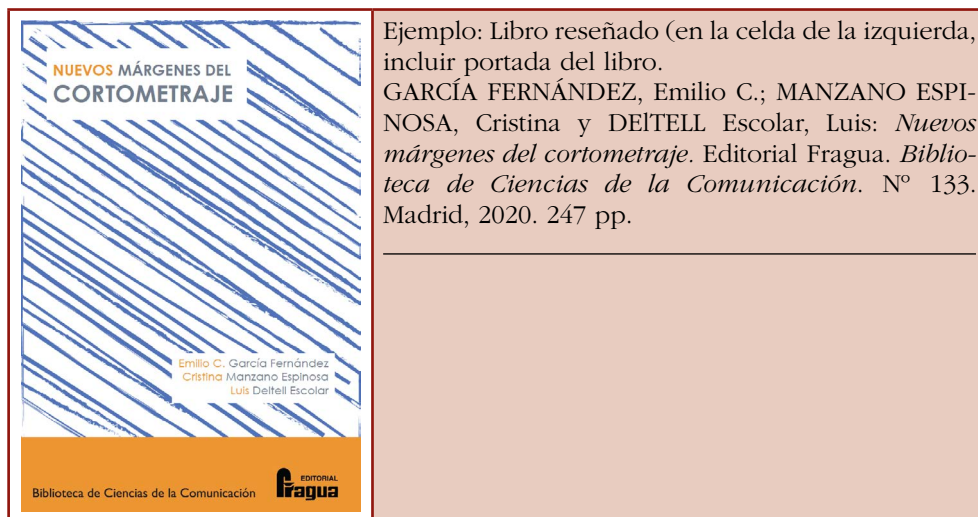 NUEVOS MÁRGENES DEL
CORTOMETRAJE
Emilio C. García Fernández
Cristina Manzano Espinosa
Luis Deltell Escolar
Biblioteca de Ciencias de la Comunicación
EDITORIAL
Fragua
Ejemplo: Libro reseñado (en la celda de la izquierda,
incluir portada del libro.
GARCÍA FERNÁNDEZ, Emilio C.; MANZANO ESPI-
NOSA, Cristina y DElTELL Escolar, Luis: Nuevos
márgenes del cortometraje. Editorial Fragua. Biblio-
teca de Ciencias de la Comunicación. Nº 133.
Madrid, 2020. 247 pp.